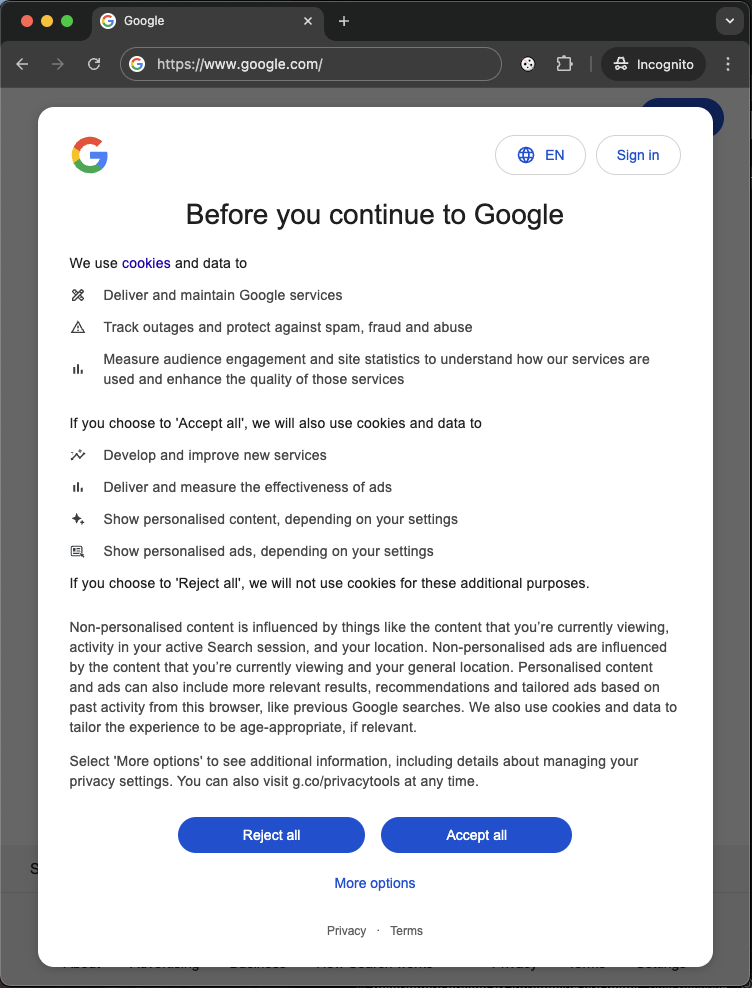 Google
https://www.google.com/
Incognito
EN
Sign in
Before you continue to Google
We use cookies and data to
Deliver and maintain Google services
Track outages and protect against spam, fraud and abuse
Measure audience engagement and site statistics to understand how our services are
used and enhance the quality of those services
If you choose to 'Accept all', we will also use cookies and data to
Develop and improve new services
Deliver and measure the effectiveness of ads
Show personalised content, depending on your settings
Show personalised ads, depending on your settings
If you choose to 'Reject all', we will not use cookies for these additional purposes.
Non-personalised content is influenced by things like the content that you’re currently viewing,
activity in your active Search session, and your location. Non-personalised ads are influenced
by the content that you’re currently viewing and your general location. Personalised content
and ads can also include more relevant results, recommendations and tailored ads based on
past activity from this browser, like previous Google searches. We also use cookies and data to
tailor the experience to be age-appropriate, if relevant.
Select 'More options' to see additional information, including details about managing your
privacy settings. You can also visit g.co/privacytools at any time.
Reject all
Accept all
More options
Privacy · Terms